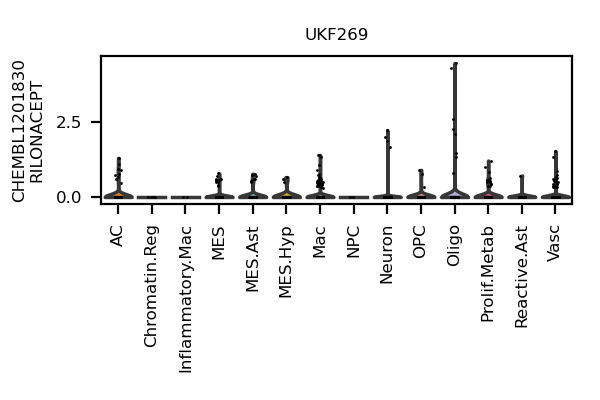 UKF269
CHEMBL1201830
RILONACEPT
2.5
0.0
AC
Chromatin.Reg
Inflammatory.Mac
MES
MES.Ast
MES.Hyp
Mac
NPC
Neuron
OPC
Oligo
Prolif.Metab
Reactive.Ast
Vasc